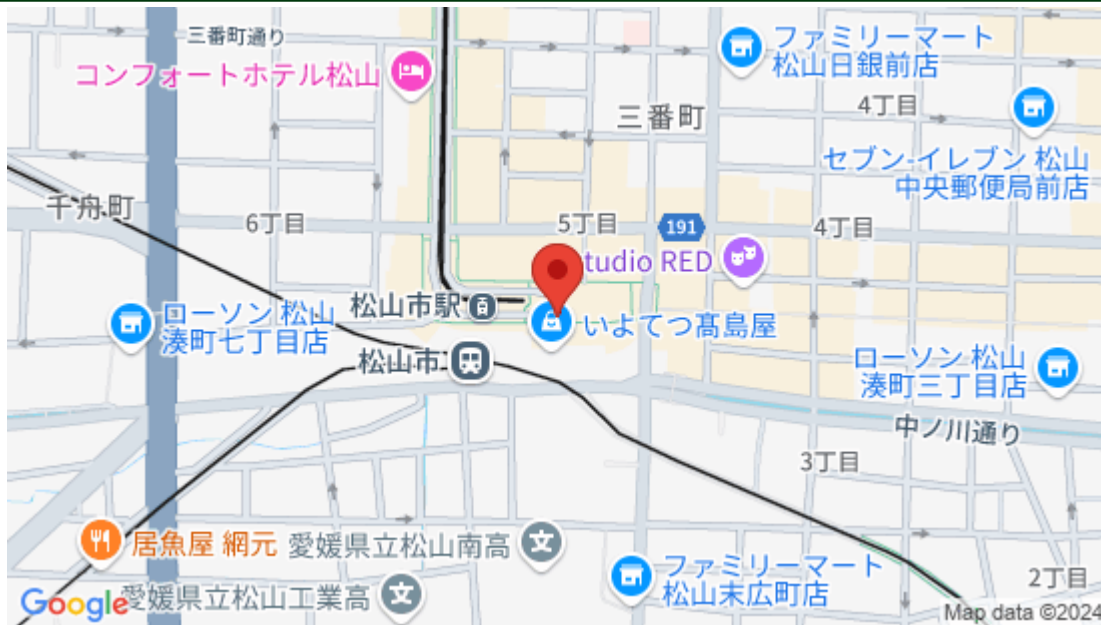 三番町通り
コンフォートホテル松山
ファミリーマート
松山日銀前店
三番町
4丁目
セブン-イレブン 松山
中央郵便局前店
千舟町
6丁目
5丁目
191
4丁目
tudio RED
松山市駅
いよてつ髙島屋
ローソン 松山
湊町七丁目店
松山市
ローソン 松山
湊町三丁目店
中ノ川通り
3丁目
居魚屋 網元
愛媛県立松山南高
文
ファミリーマート
松山末広町店
2丁目
愛媛県立松山工業高
文
Google
Map data ©2024